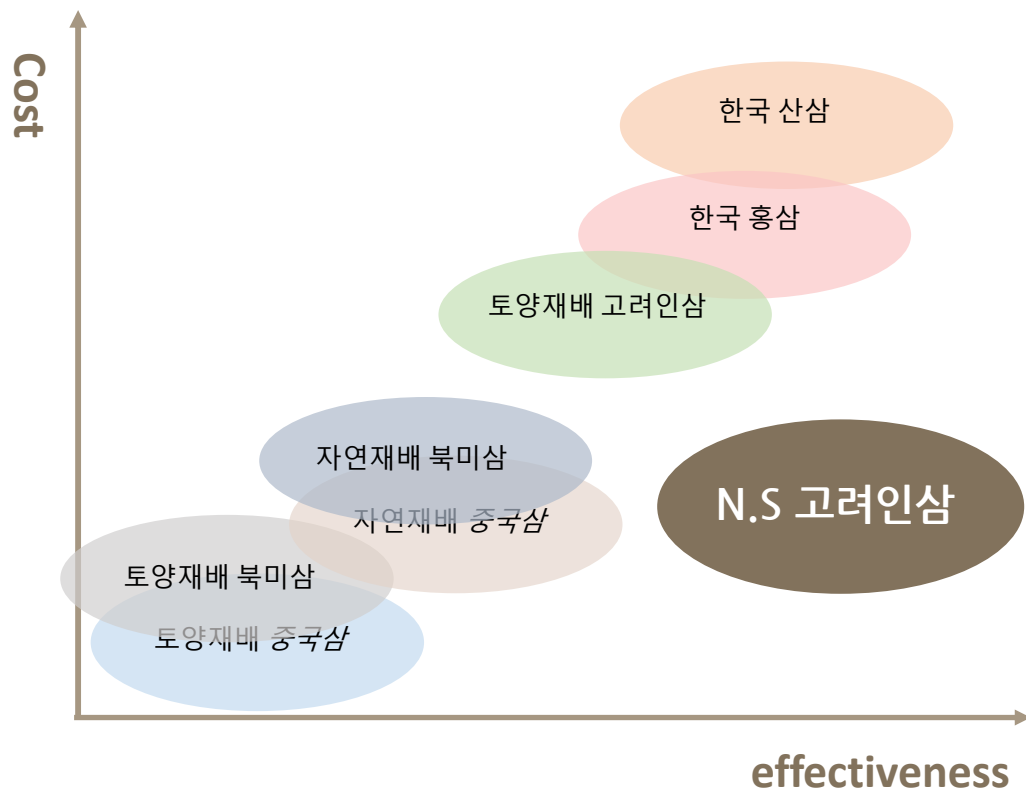 Cost
한국 산삼
한국 홍삼
토양재배 고려인삼
자연재배 북미삼
N.S 고려인삼
자연재배 중국삼
토양재배 북미삼
토양재배 중국삼
effectiveness